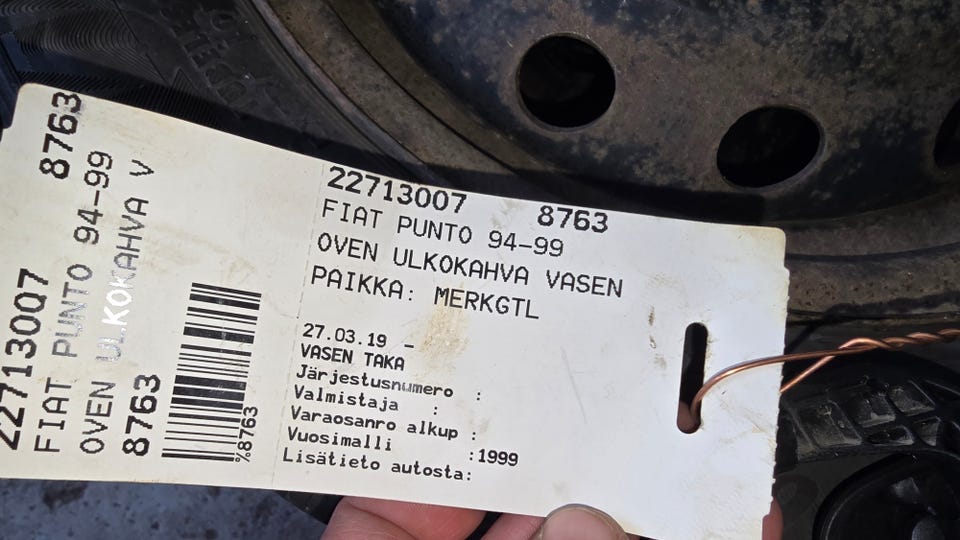 22713007 8763
FIAT PUNTO 94-99
OVEN ULKOKAHVA V
8763
%8763
22713007 8763
FIAT PUNTO 94-99
OVEN ULKOKAHVA VASEN
PAIKKA: MERKGTL
27.03.19 -
VASEN TAKA
Järjestusnumero :
Valmistaja :
Varaosanro alkup :
Vuosimalli :1999
Lisätieto autosta: